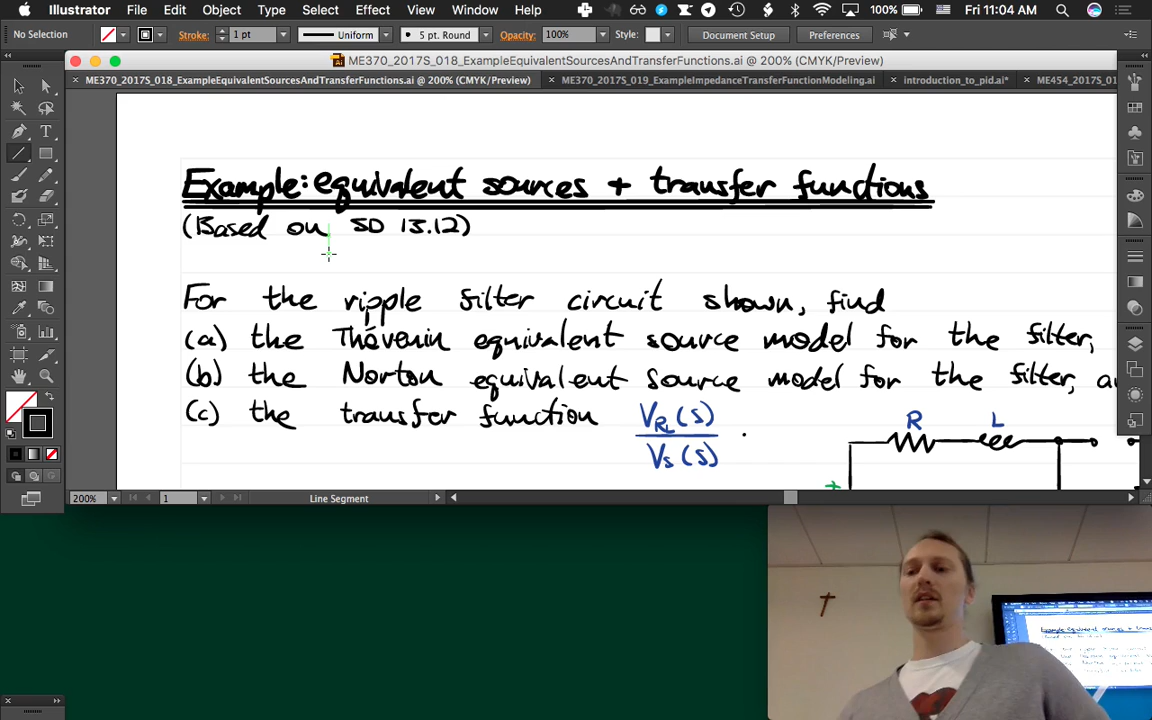 Illustrator File Edit Object Type Select Effect View Window Help 100% Fri 11:04 AM
No Selection Stroke: 1 pt Uniform 5 pt. Round Opacity: 100% Style: Document Setup Preferences
ME370_2017S_018_ExampleEquivalentSourcesAndTransferFunctions.ai @ 200% (CMYK/Preview)
ME370_2017S_018_ExampleEquivalentSourcesAndTransferFunctions.ai @ 200% (CMYK/Preview) ME370_2017S_019_ExampleImpedanceTransferFunctionModeling.ai introduction_to_pid.ai* ME454_2017S_01
Example: equivalent sources + transfer functions
(Based on SD 13.12)
For the ripple filter circuit shown, find
(a) the Thévenin equivalent source model for the filter,
(b) the Norton equivalent source model for the filter, a
(c) the transfer function V_RL(s)
Vs(s)
R L
+
200% 1 Line Segment